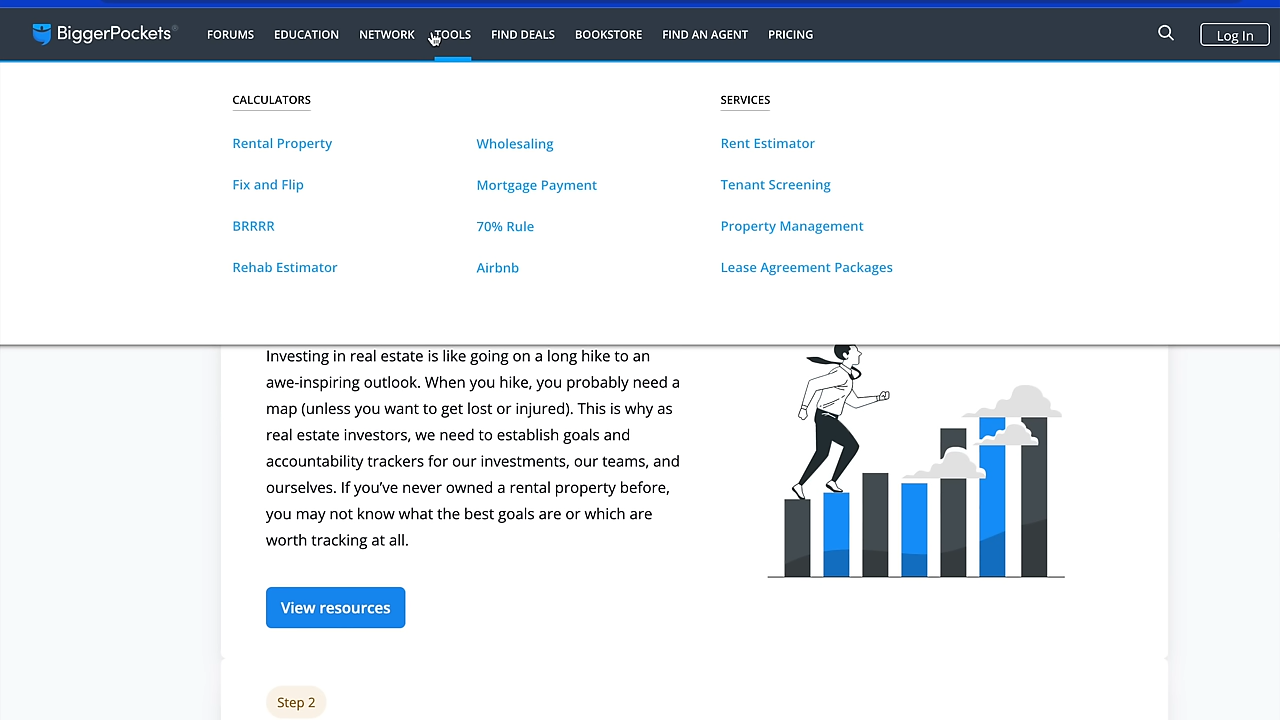 BiggerPockets®
FORUMS EDUCATION NETWORK TOOLS FIND DEALS BOOKSTORE FIND AN AGENT PRICING Log In
CALCULATORS
Rental Property
Fix and Flip
BRRRR
Rehab Estimator
Wholesaling
Mortgage Payment
70% Rule
Airbnb
SERVICES
Rent Estimator
Tenant Screening
Property Management
Lease Agreement Packages
Investing in real estate is like going on a long hike to an
awe-inspiring outlook. When you hike, you probably need a
map (unless you want to get lost or injured). This is why as
real estate investors, we need to establish goals and
accountability trackers for our investments, our teams, and
ourselves. If you’ve never owned a rental property before,
you may not know what the best goals are or which are
worth tracking at all.
View resources
Step 2